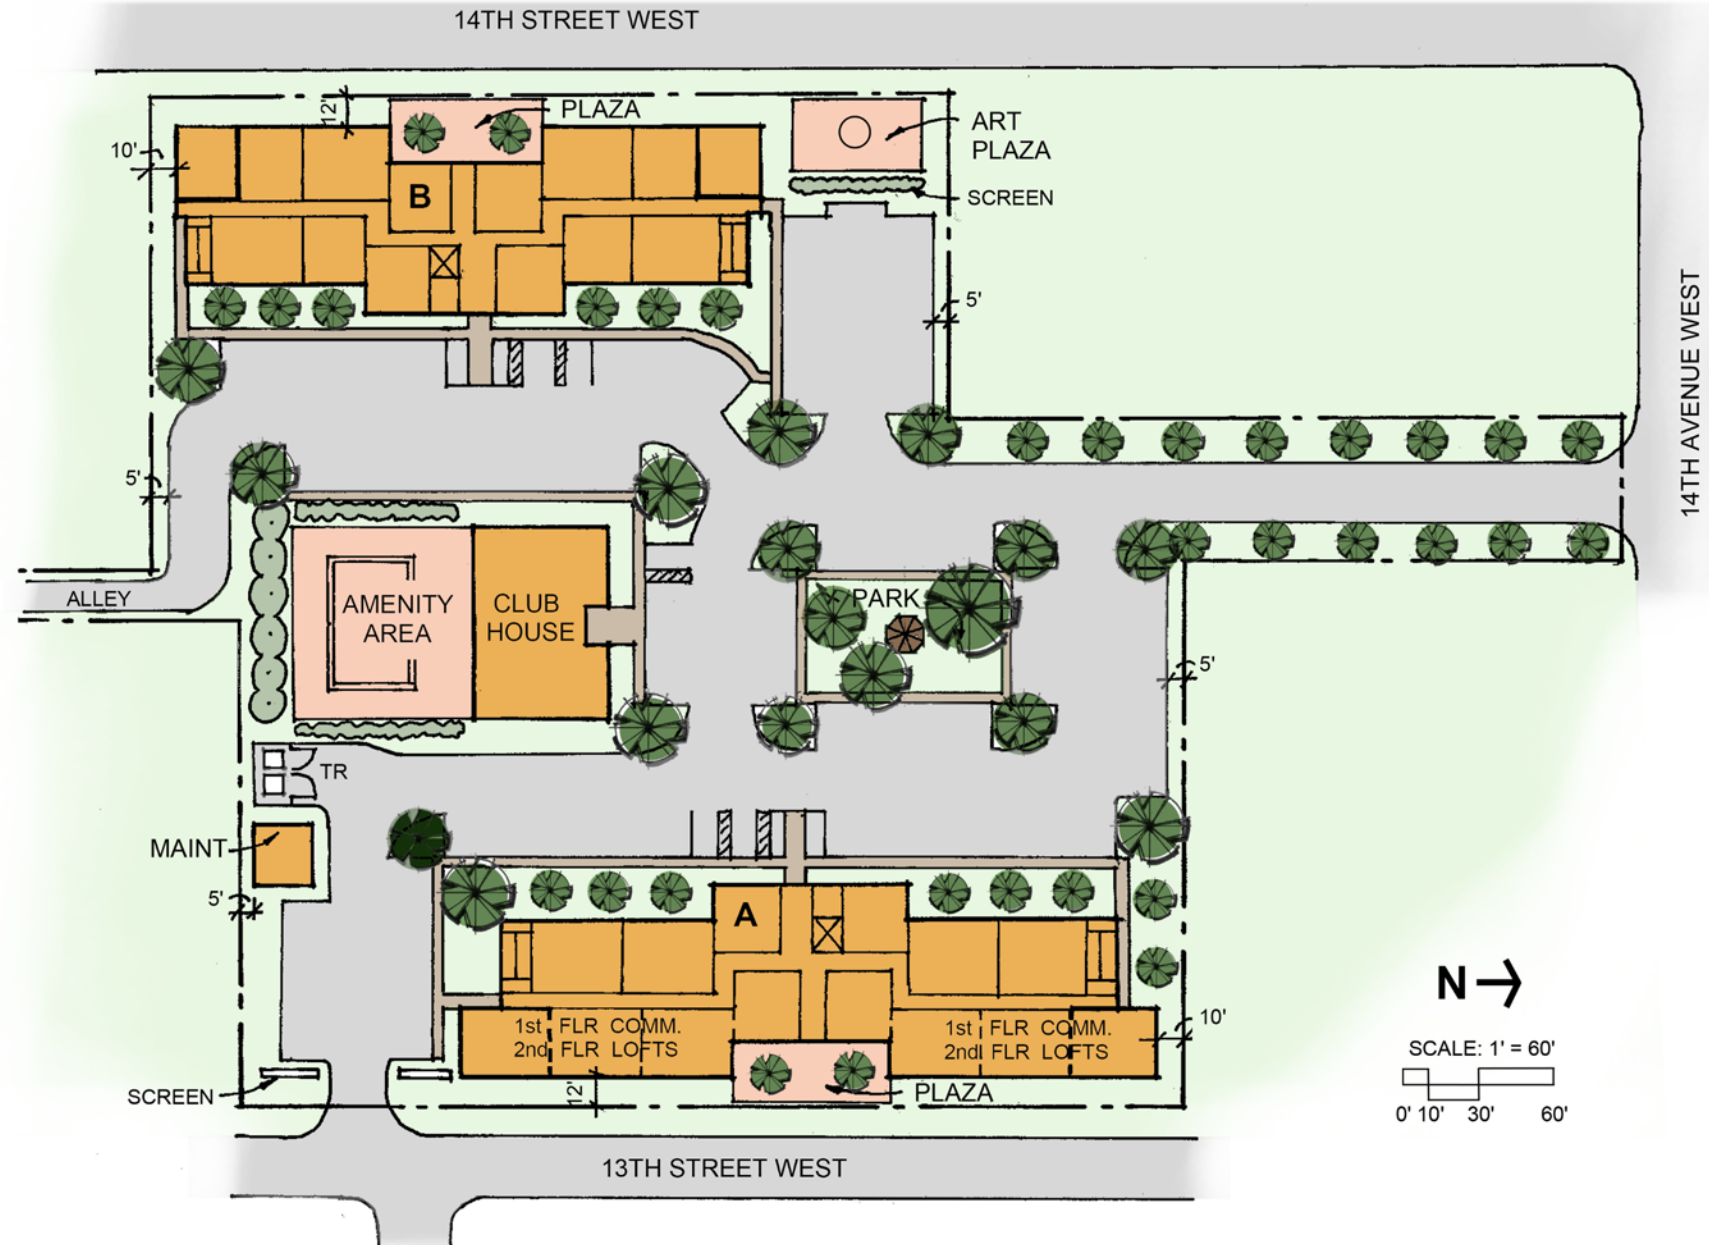 14TH STREET WEST
12'
PLAZA
ART
PLAZA
10'
B
SCREEN
5'
14TH AVENUE WEST
5'
ALLEY
AMENITY
AREA
CLUB
HOUSE
PARK
5'
TR
MAINT
5'
A
N
1st FLR COMM.
2nd FLR LOFTS
1st FLR COMM.
2nd FLR LOFTS
10'
SCALE: 1' = 60'
0' 10' 30' 60'
SCREEN
12'
PLAZA
13TH STREET WEST